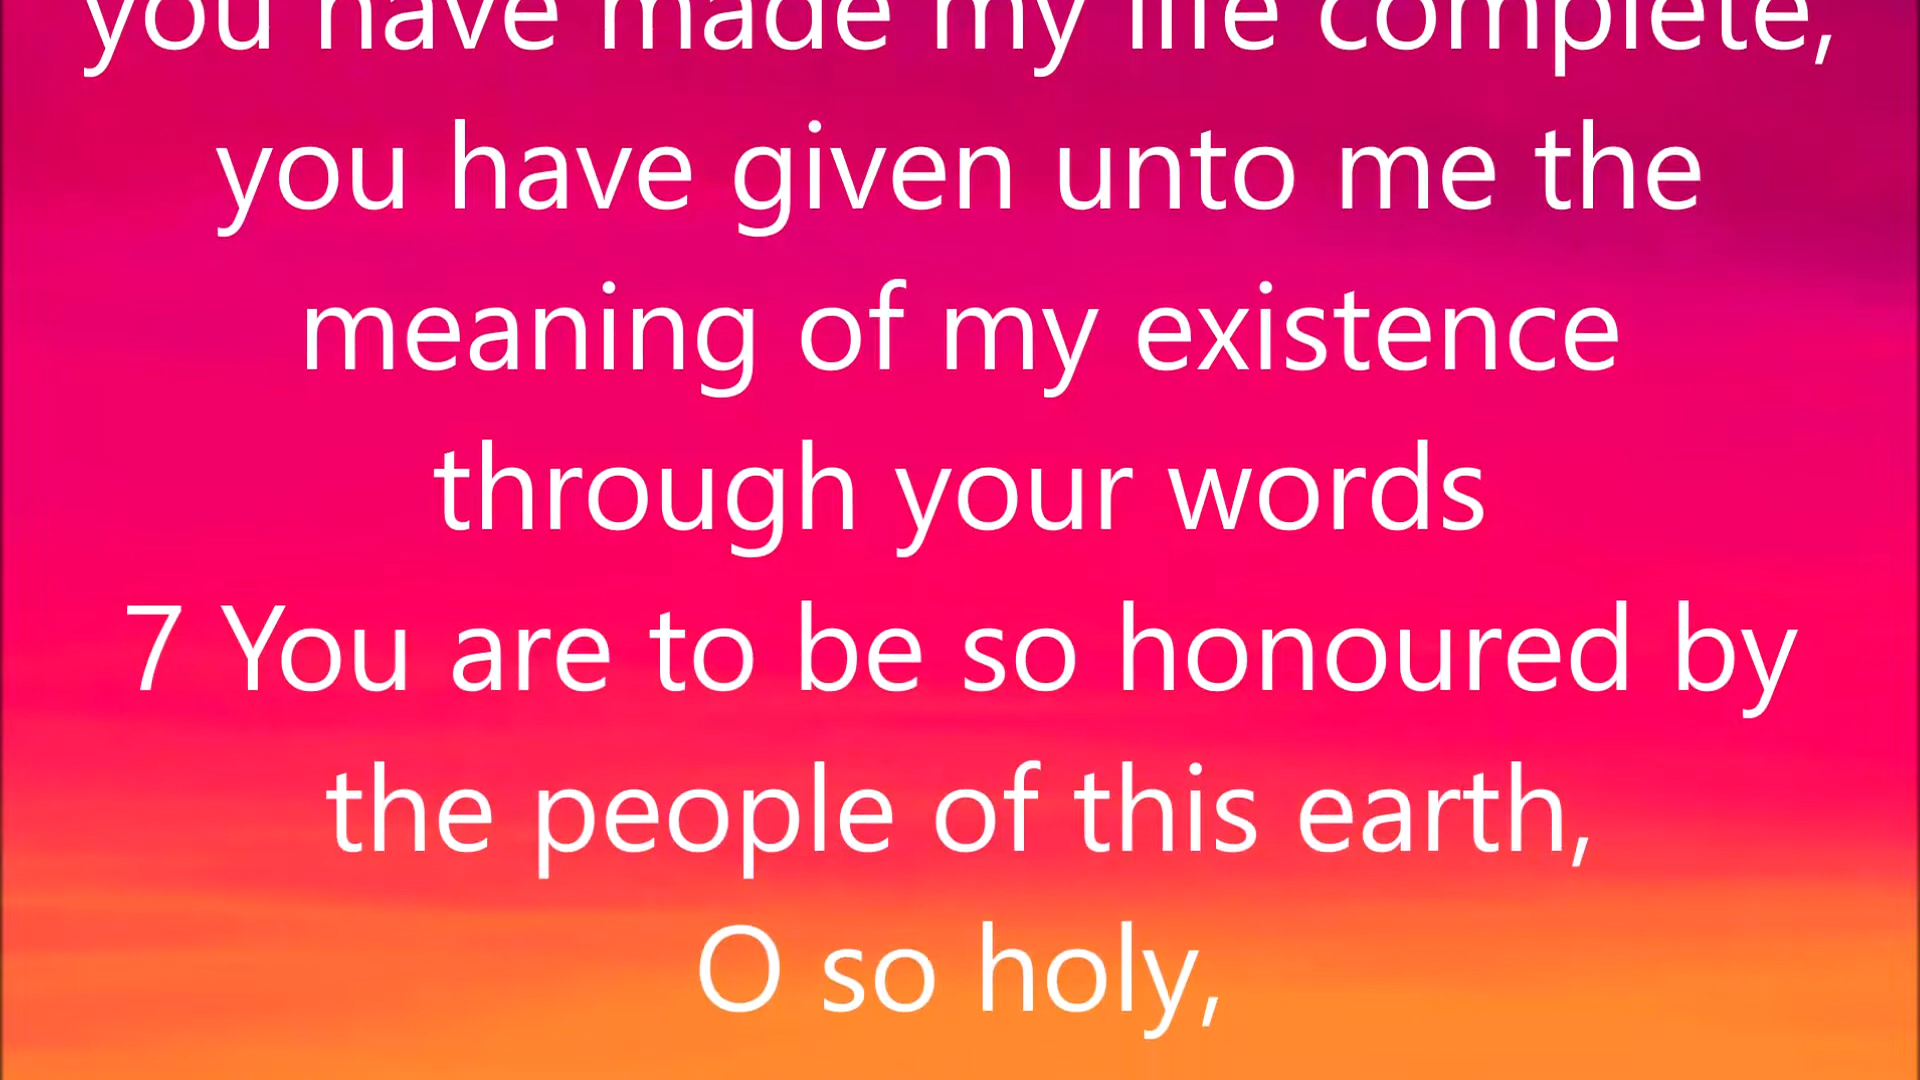 you have made my life complete,
you have given unto me the
meaning of my existence
through your words
7 You are to be so honoured by
the people of this earth,
O so holy,